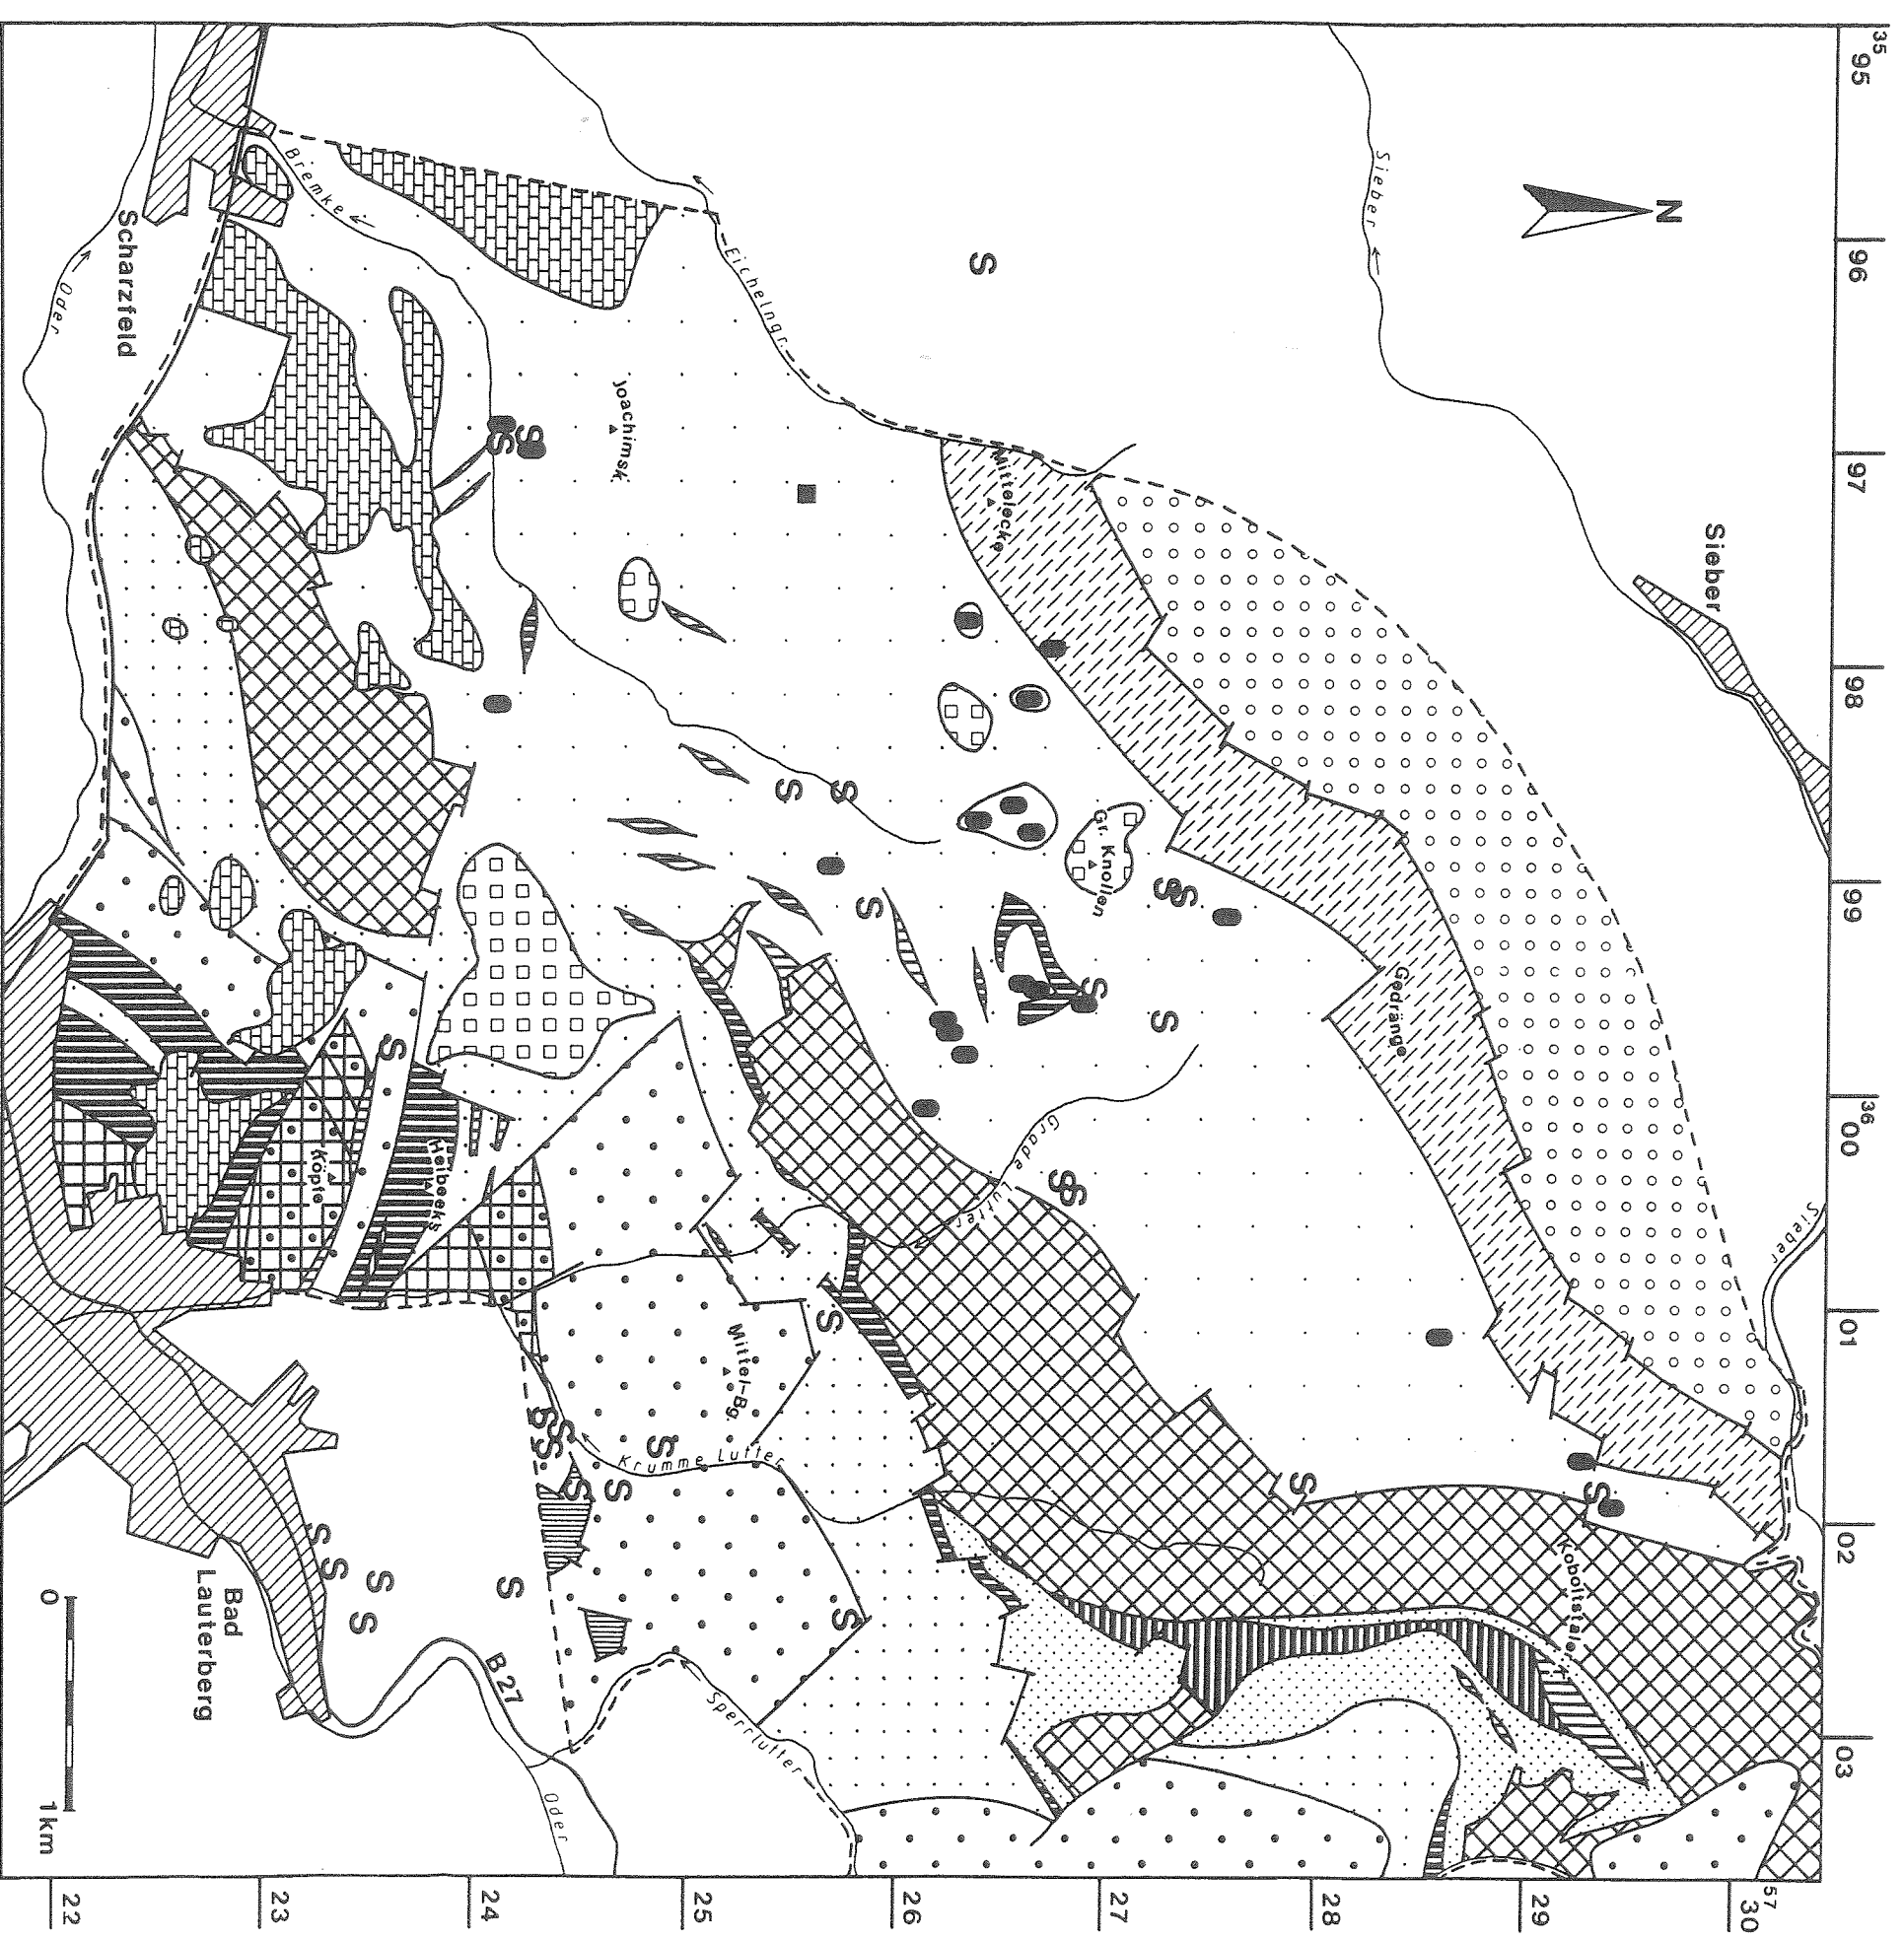 35 95
96
97
98
99
36 00
01
02
03
57 30
29
28
27
26
25
24
23
22
N
Sieber
Sieber
Sieber
S
Eichelngr.
Bremke
Scharzfeld
Oder
Joachimsk.
Mittelecke
S
S
S
S
Gr. Knollen
S
S
S
S
S
Gedränge
Grade Lutter
S
S
S
Heibeeks
Köpfe
Mittel-Bg.
S
S
S
S
S
S
S
S
Krumme Lutter
S
S
S
Koboltstaler
S
S
S
S
S
S
Bad
Lauterberg
B 27
Sperrlutter
Oder
0 1km